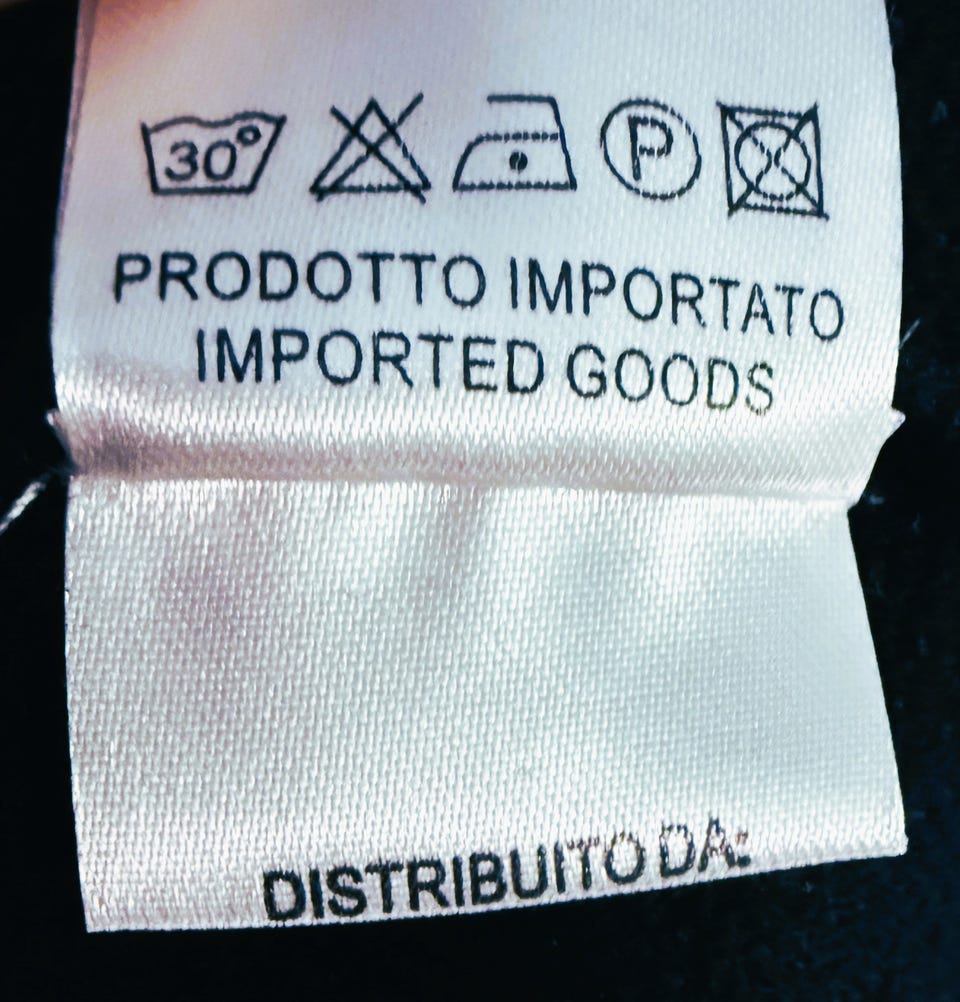 30° P
PRODOTTO IMPORTATO
IMPORTED GOODS
DISTRIBUITO DA: